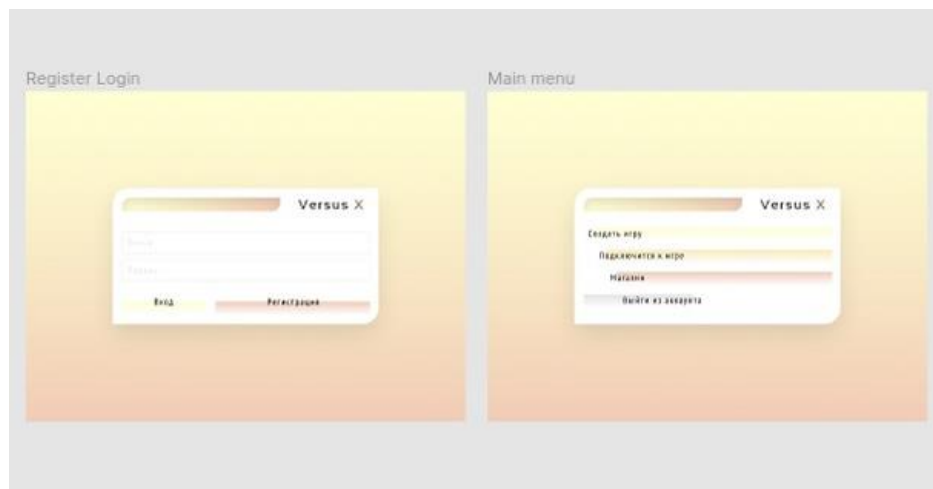 Register Login
Main menu
Versus X
Вход
Регистрация
Versus X
Создать игру
Подключится к игре
Магазин
Выйти из аккаунта